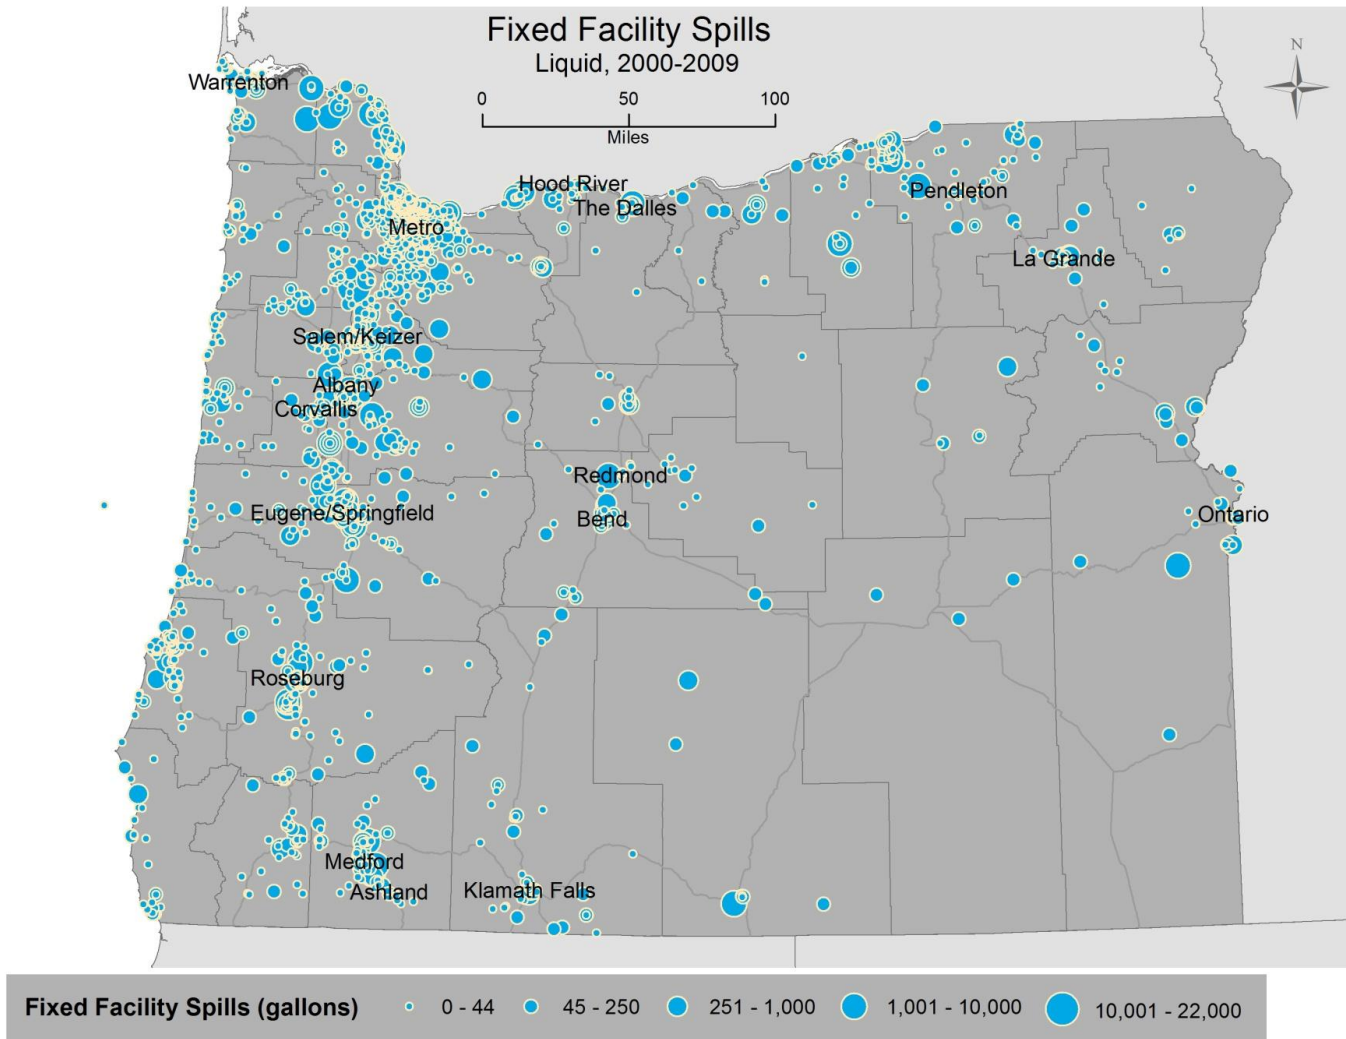 Fixed Facility Spills
Liquid, 2000-2009
N
0 50 100
Miles
Warrenton
Hood River
Pendleton
The Dalles
Metro
La Grande
Salem/Keizer
Albany
Corvallis
Redmond
Eugene/Springfield
Bend
Ontario
Roseburg
Medford
Ashland
Klamath Falls
Fixed Facility Spills (gallons) 0 - 44 45 - 250 251 - 1,000 1,001 - 10,000 10,001 - 22,000